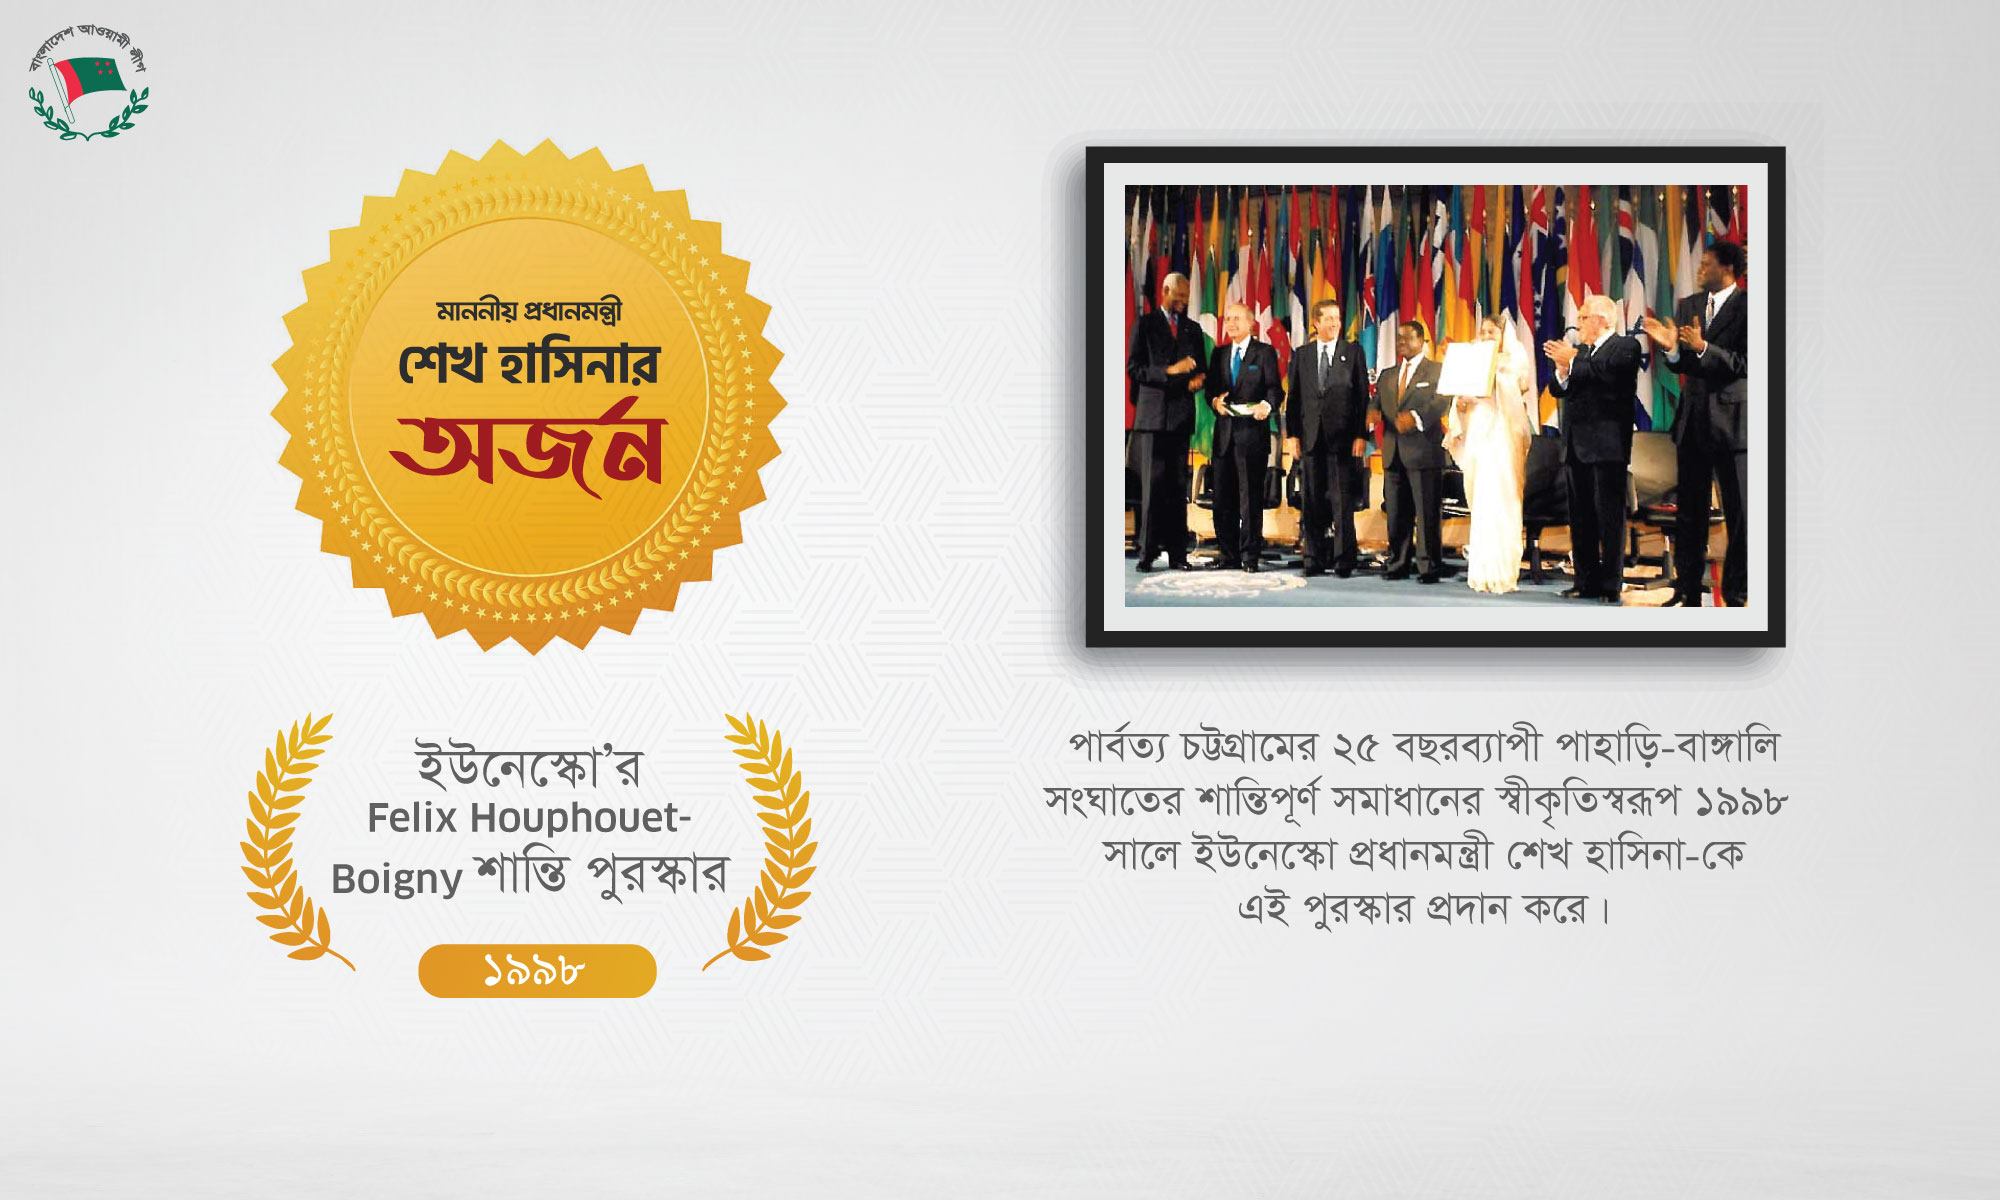 বাংলাদেশ আওয়ামী লীগ
মাননীয় প্রধানমন্ত্রী
শেখ হাসিনার
অর্জন
ইউনেস্কো’র
Felix Houphouet-
Boigny শান্তি পুরস্কার
১৯৯৮
পার্বত্য চট্টগ্রামের ২৫ বছরব্যাপী পাহাড়ি-বাঙ্গালি
সংঘাতের শান্তিপূর্ণ সমাধানের স্বীকৃতিস্বরূপ ১৯৯৮
সালে ইউনেস্কো প্রধানমন্ত্রী শেখ হাসিনা-কে
এই পুরস্কার প্রদান করে।